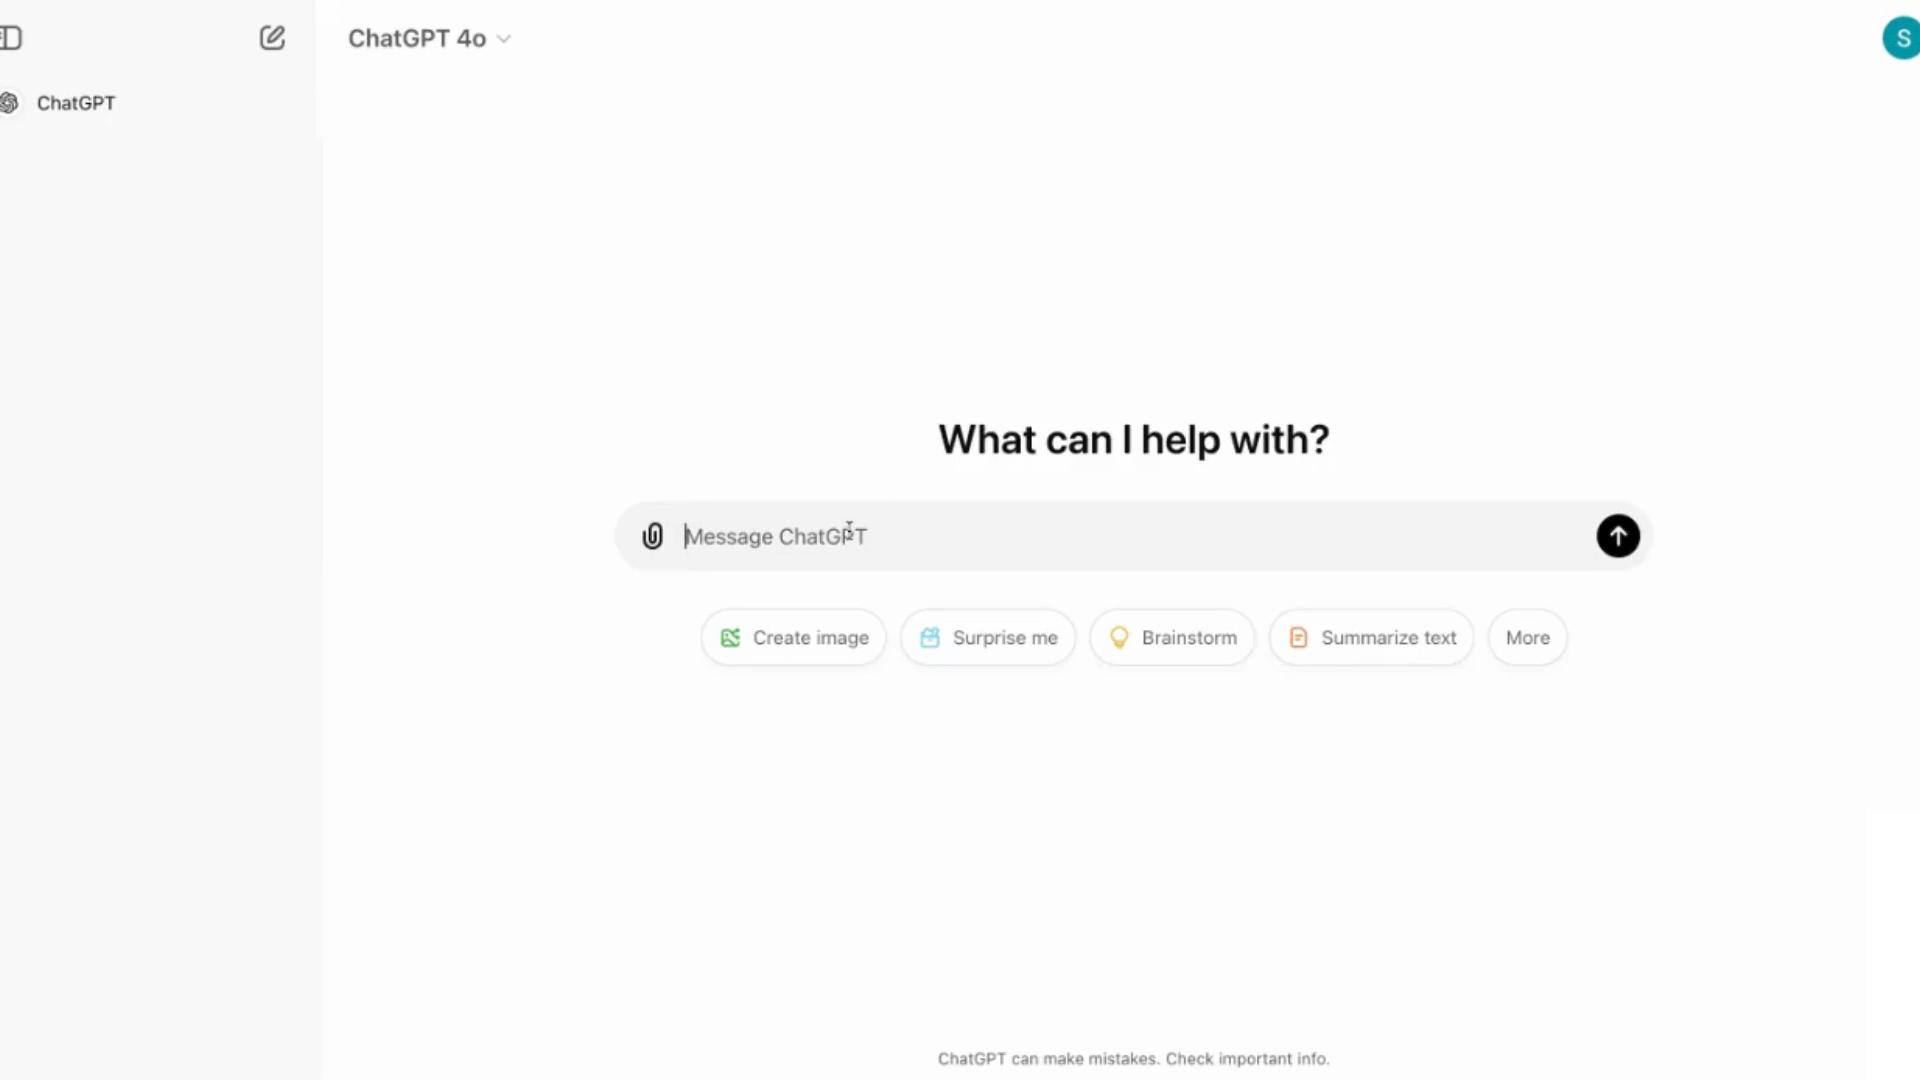 ChatGPT 4o
S
ChatGPT
What can I help with?
Message ChatGPT
Create image
Surprise me
Brainstorm
Summarize text
More
ChatGPT can make mistakes. Check important info.